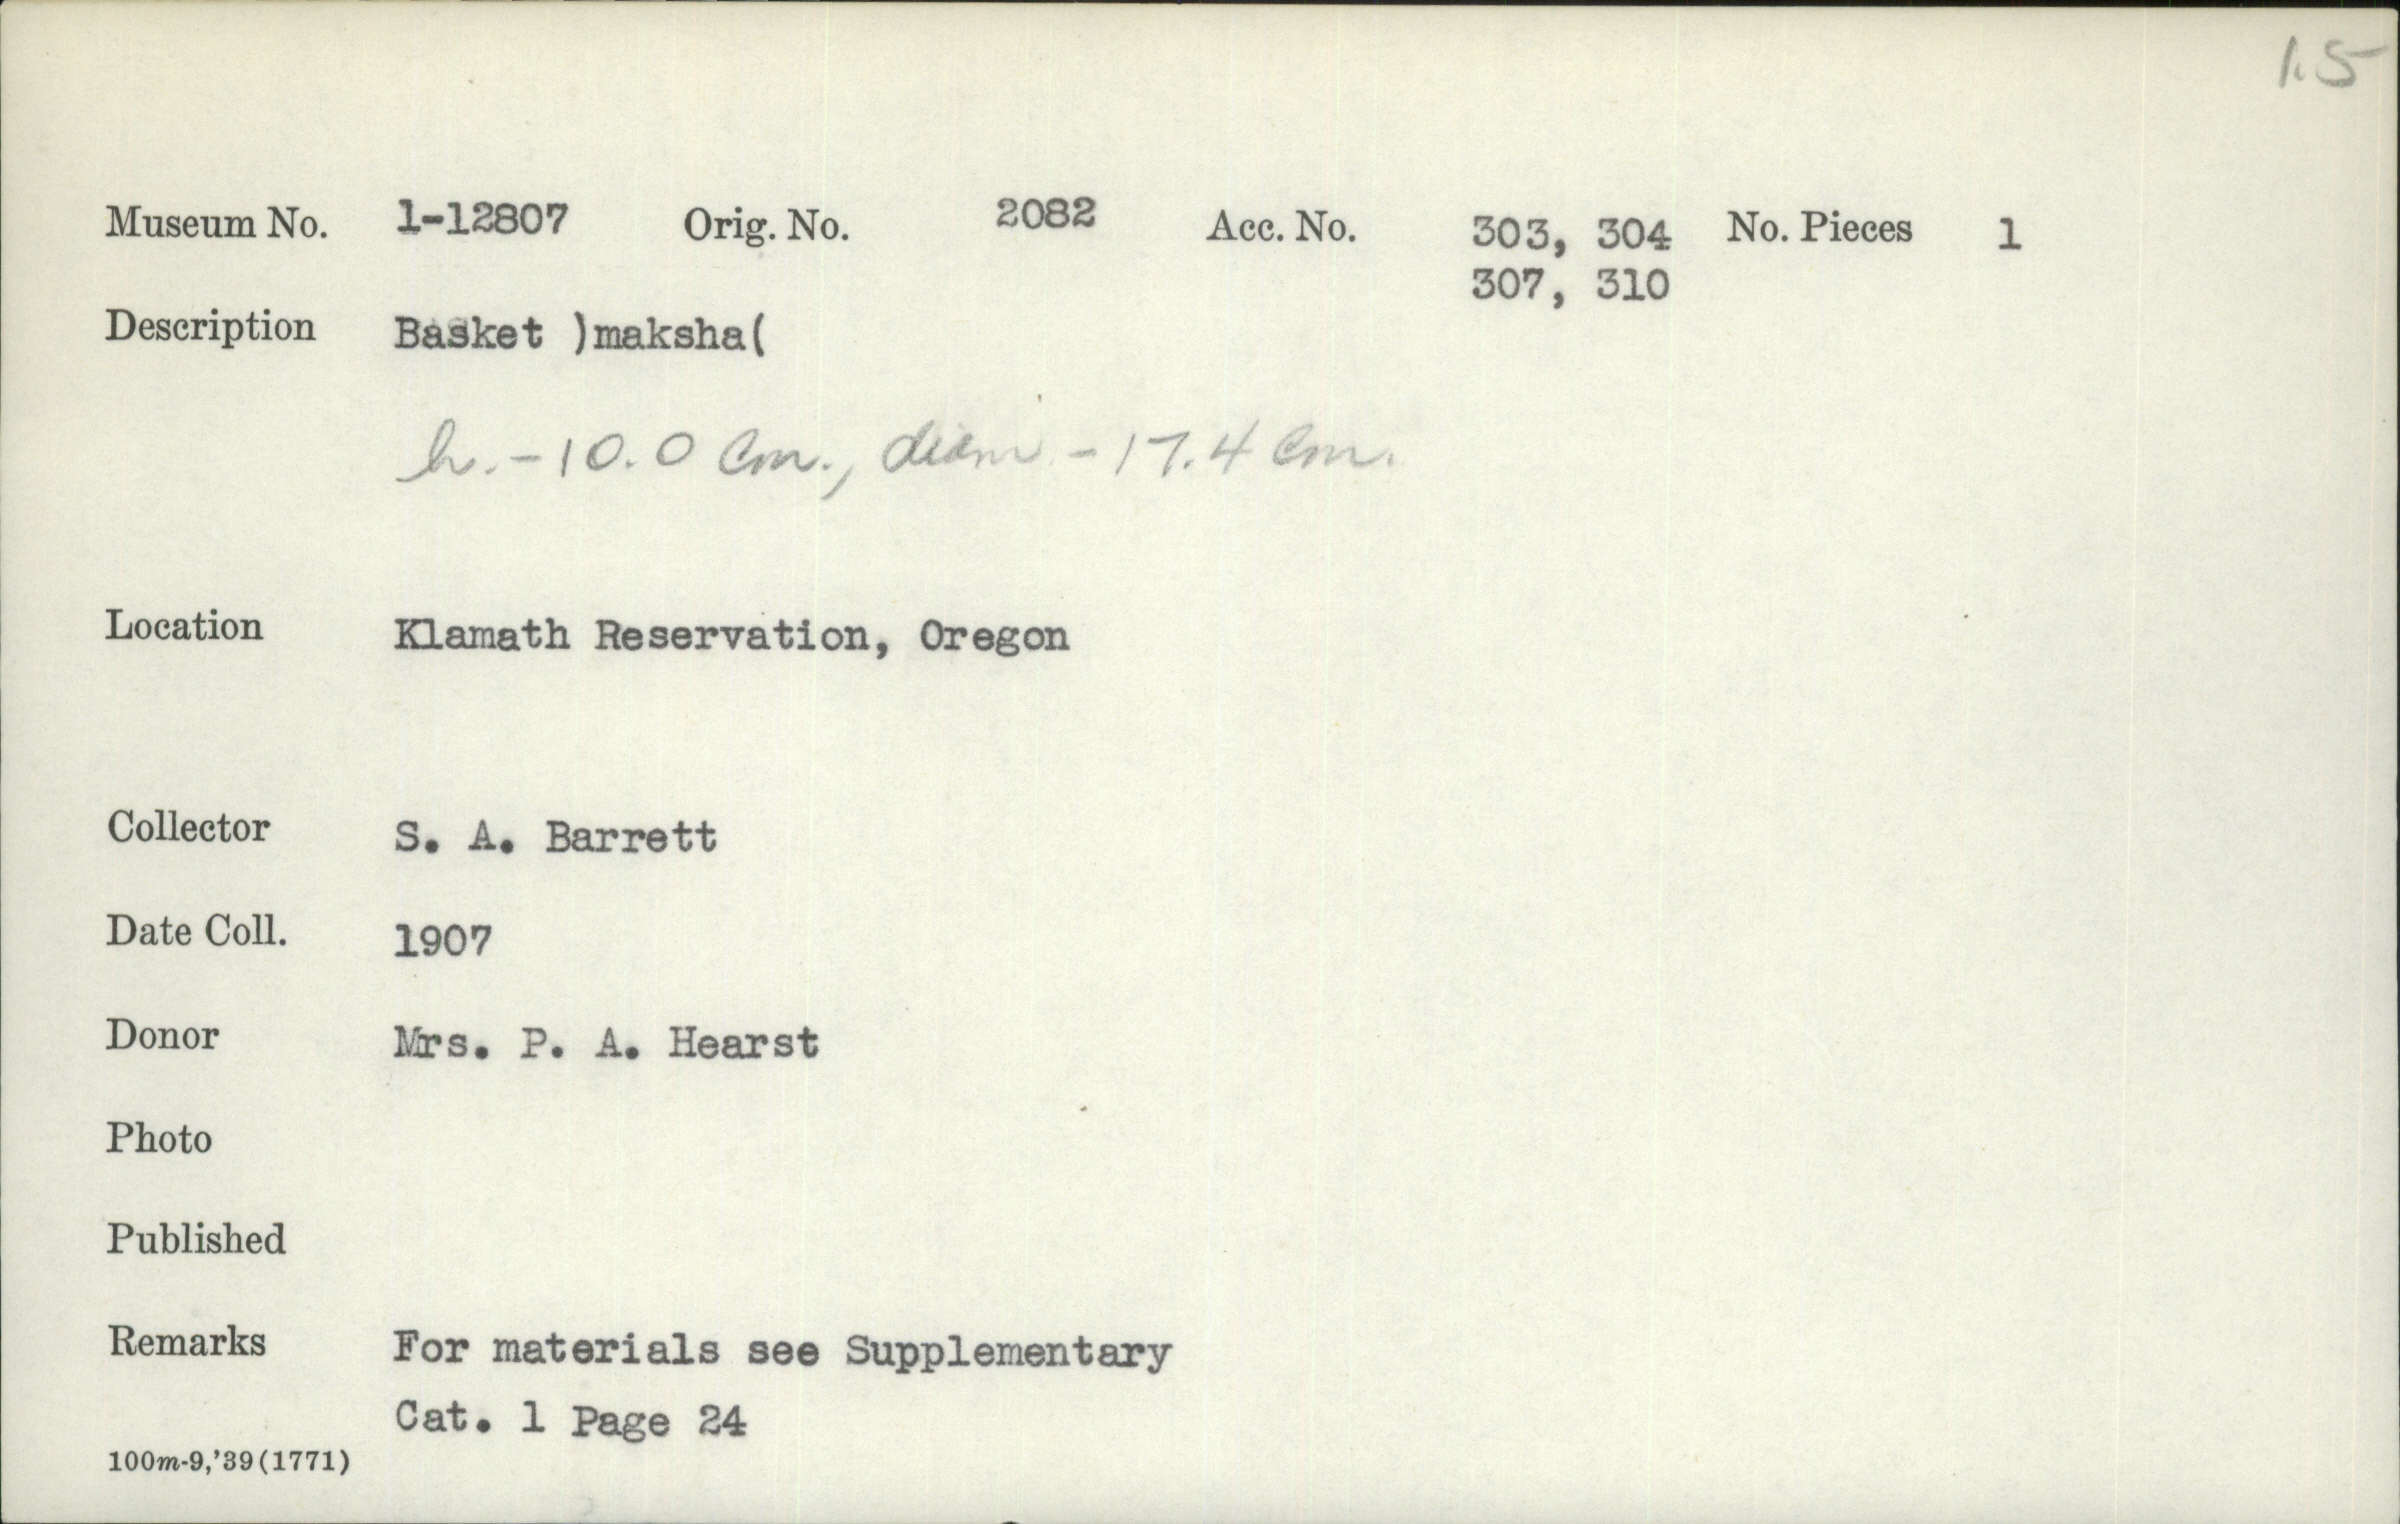 1.5
Museum No. 1-12807 Orig. No. 2082 Acc. No. 303, 304 No. Pieces 1
307, 310
Description Basket )maksha(
h. - 10.0 cm., diam - 17.4 cm.
Location Klamath Reservation, Oregon
Collector S. A. Barrett
Date Coll. 1907
Donor Mrs. P. A. Hearst
Photo
Published
Remarks For materials see Supplementary
Cat. 1 Page 24
100m-9,'39(1771)